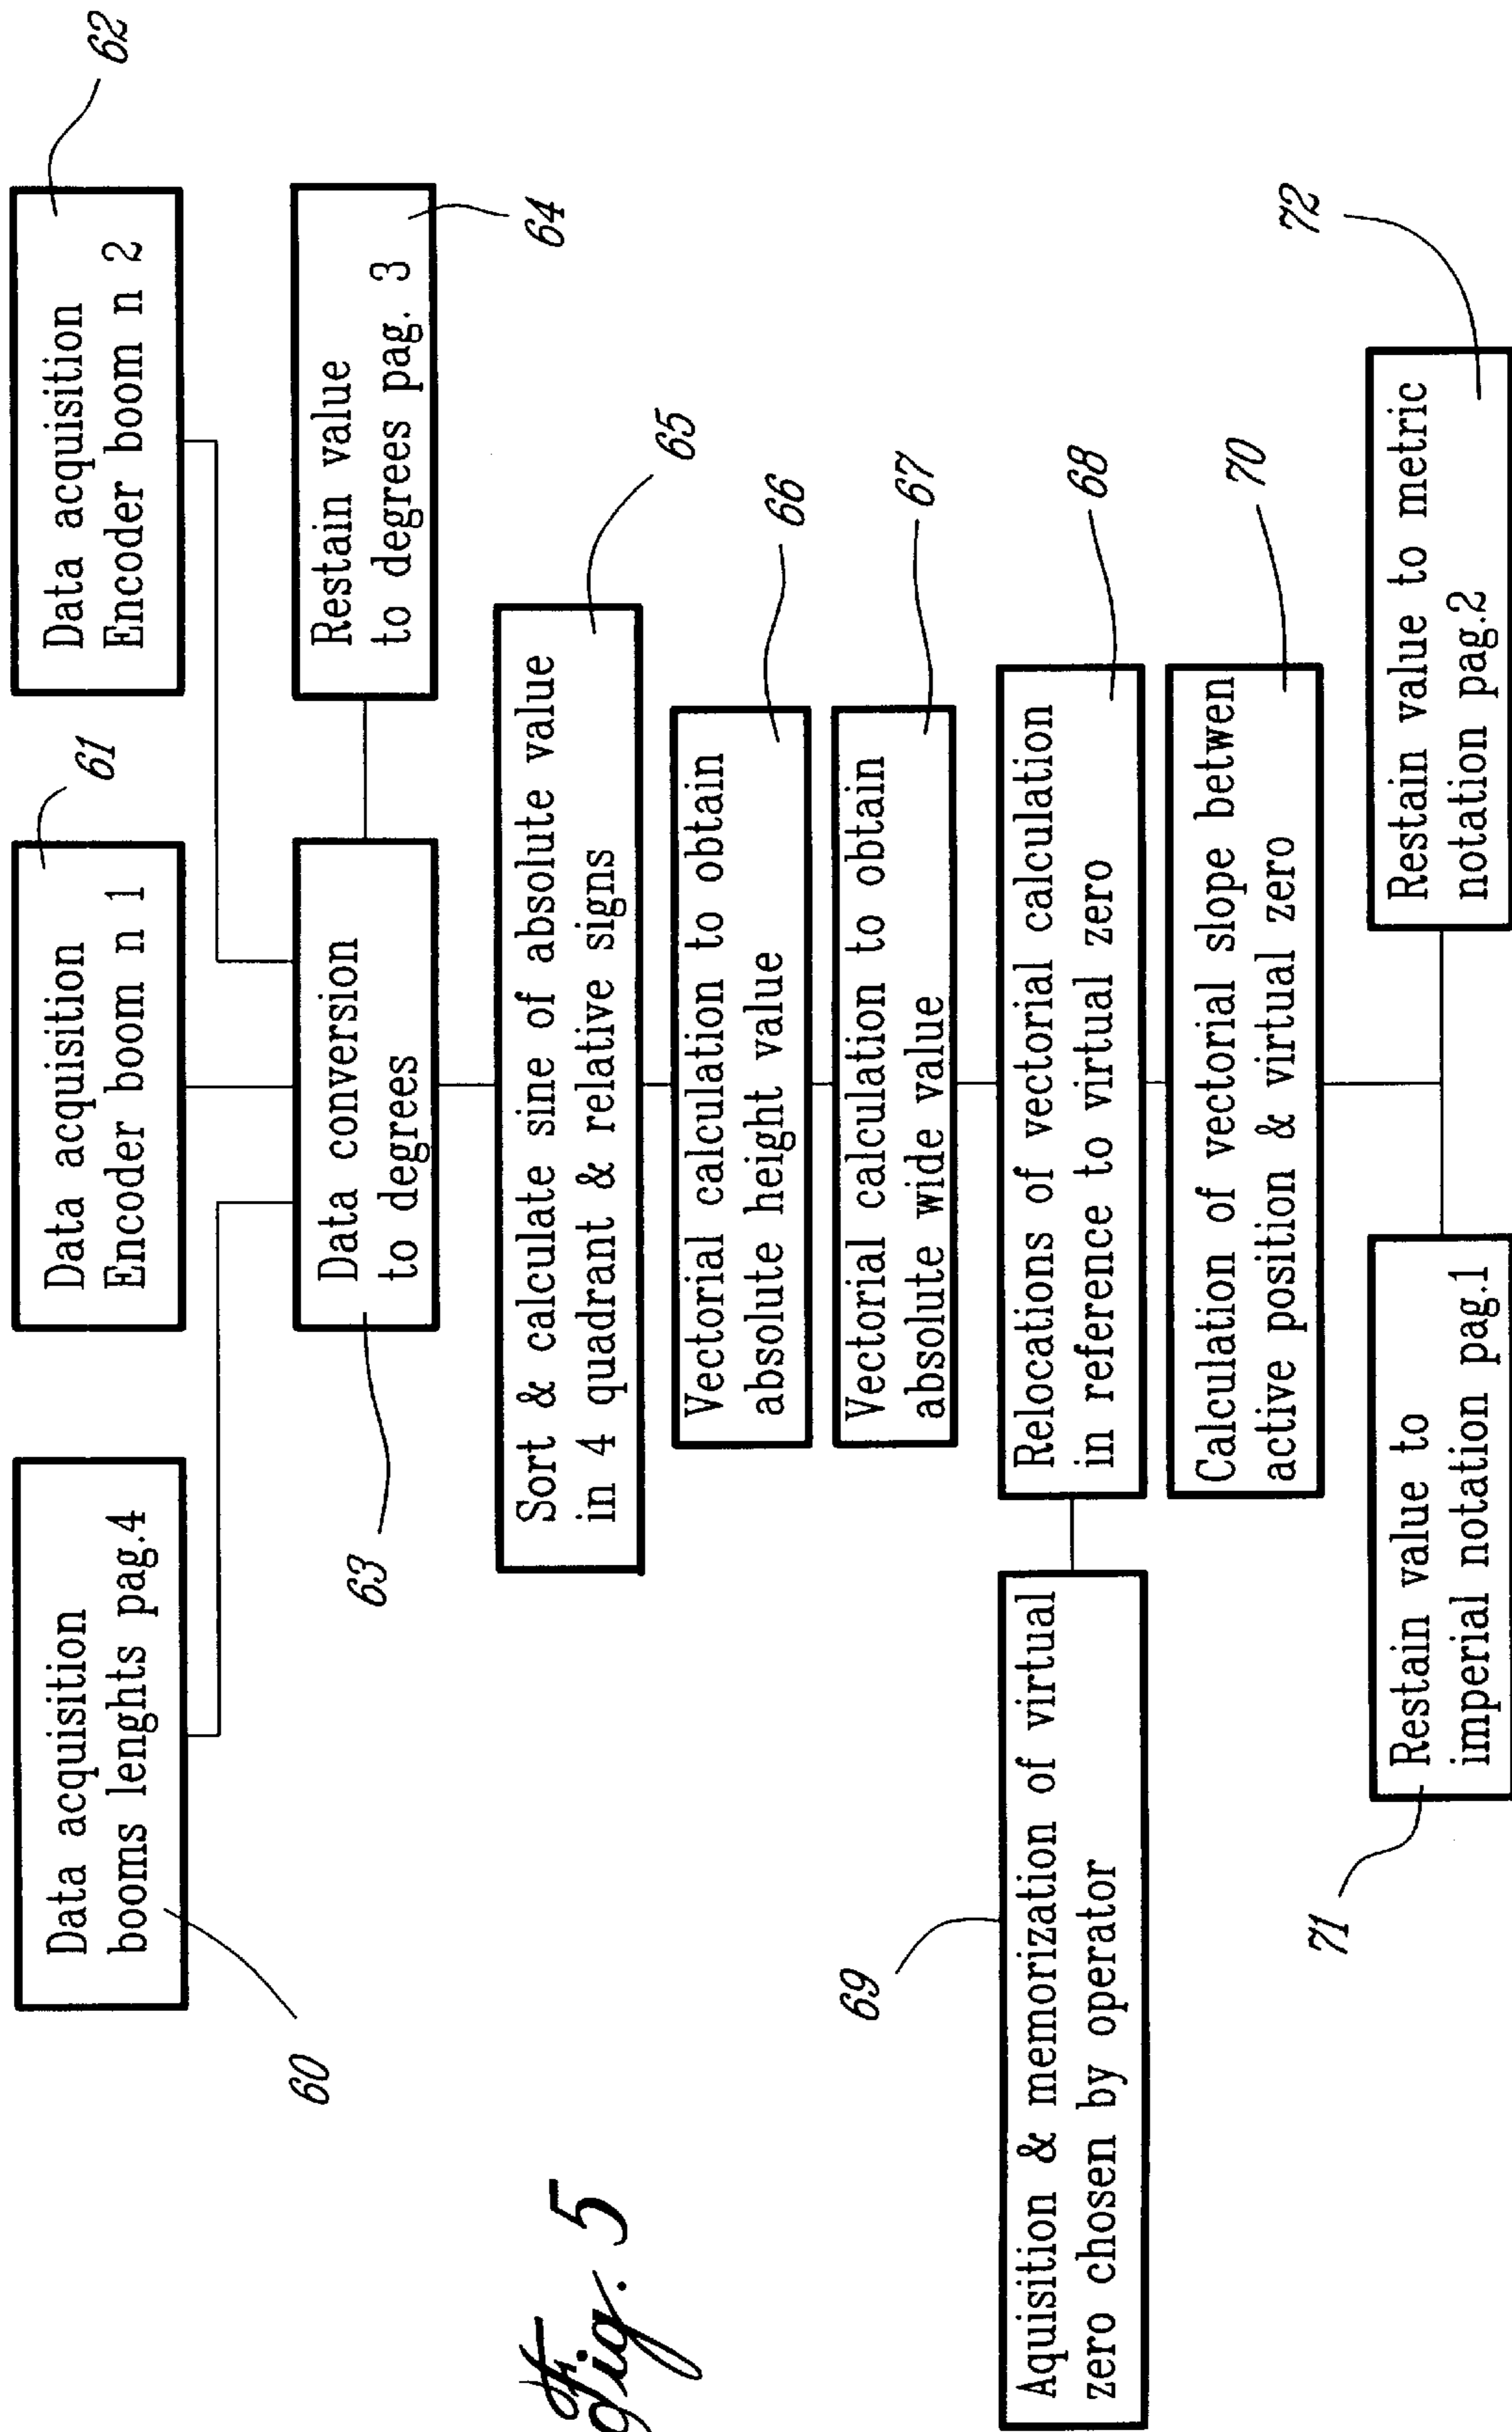 Data acquisition
booms lenghts pag.4
60
Data acquisition
Encoder boom n 1
61
Data acquisition
Encoder boom n 2
62
Data conversion
to degrees
63
Restain value
to degrees pag. 3
64
Sort & calculate sine of absolute value
in 4 quadrant & relative signs
65
Vectorial calculation to obtain
absolute height value
66
Vectorial calculation to obtain
absolute wide value
67
Aquisition & memorization of virtual
zero chosen by operator
69
Relocations of vectorial calculation
in reference to virtual zero
68
Calculation of vectorial slope betwen
active position & virtual zero
70
Restain value to
imperial notation pag.1
71
Restain value to metric
notation pag.2
72
Fig. 5